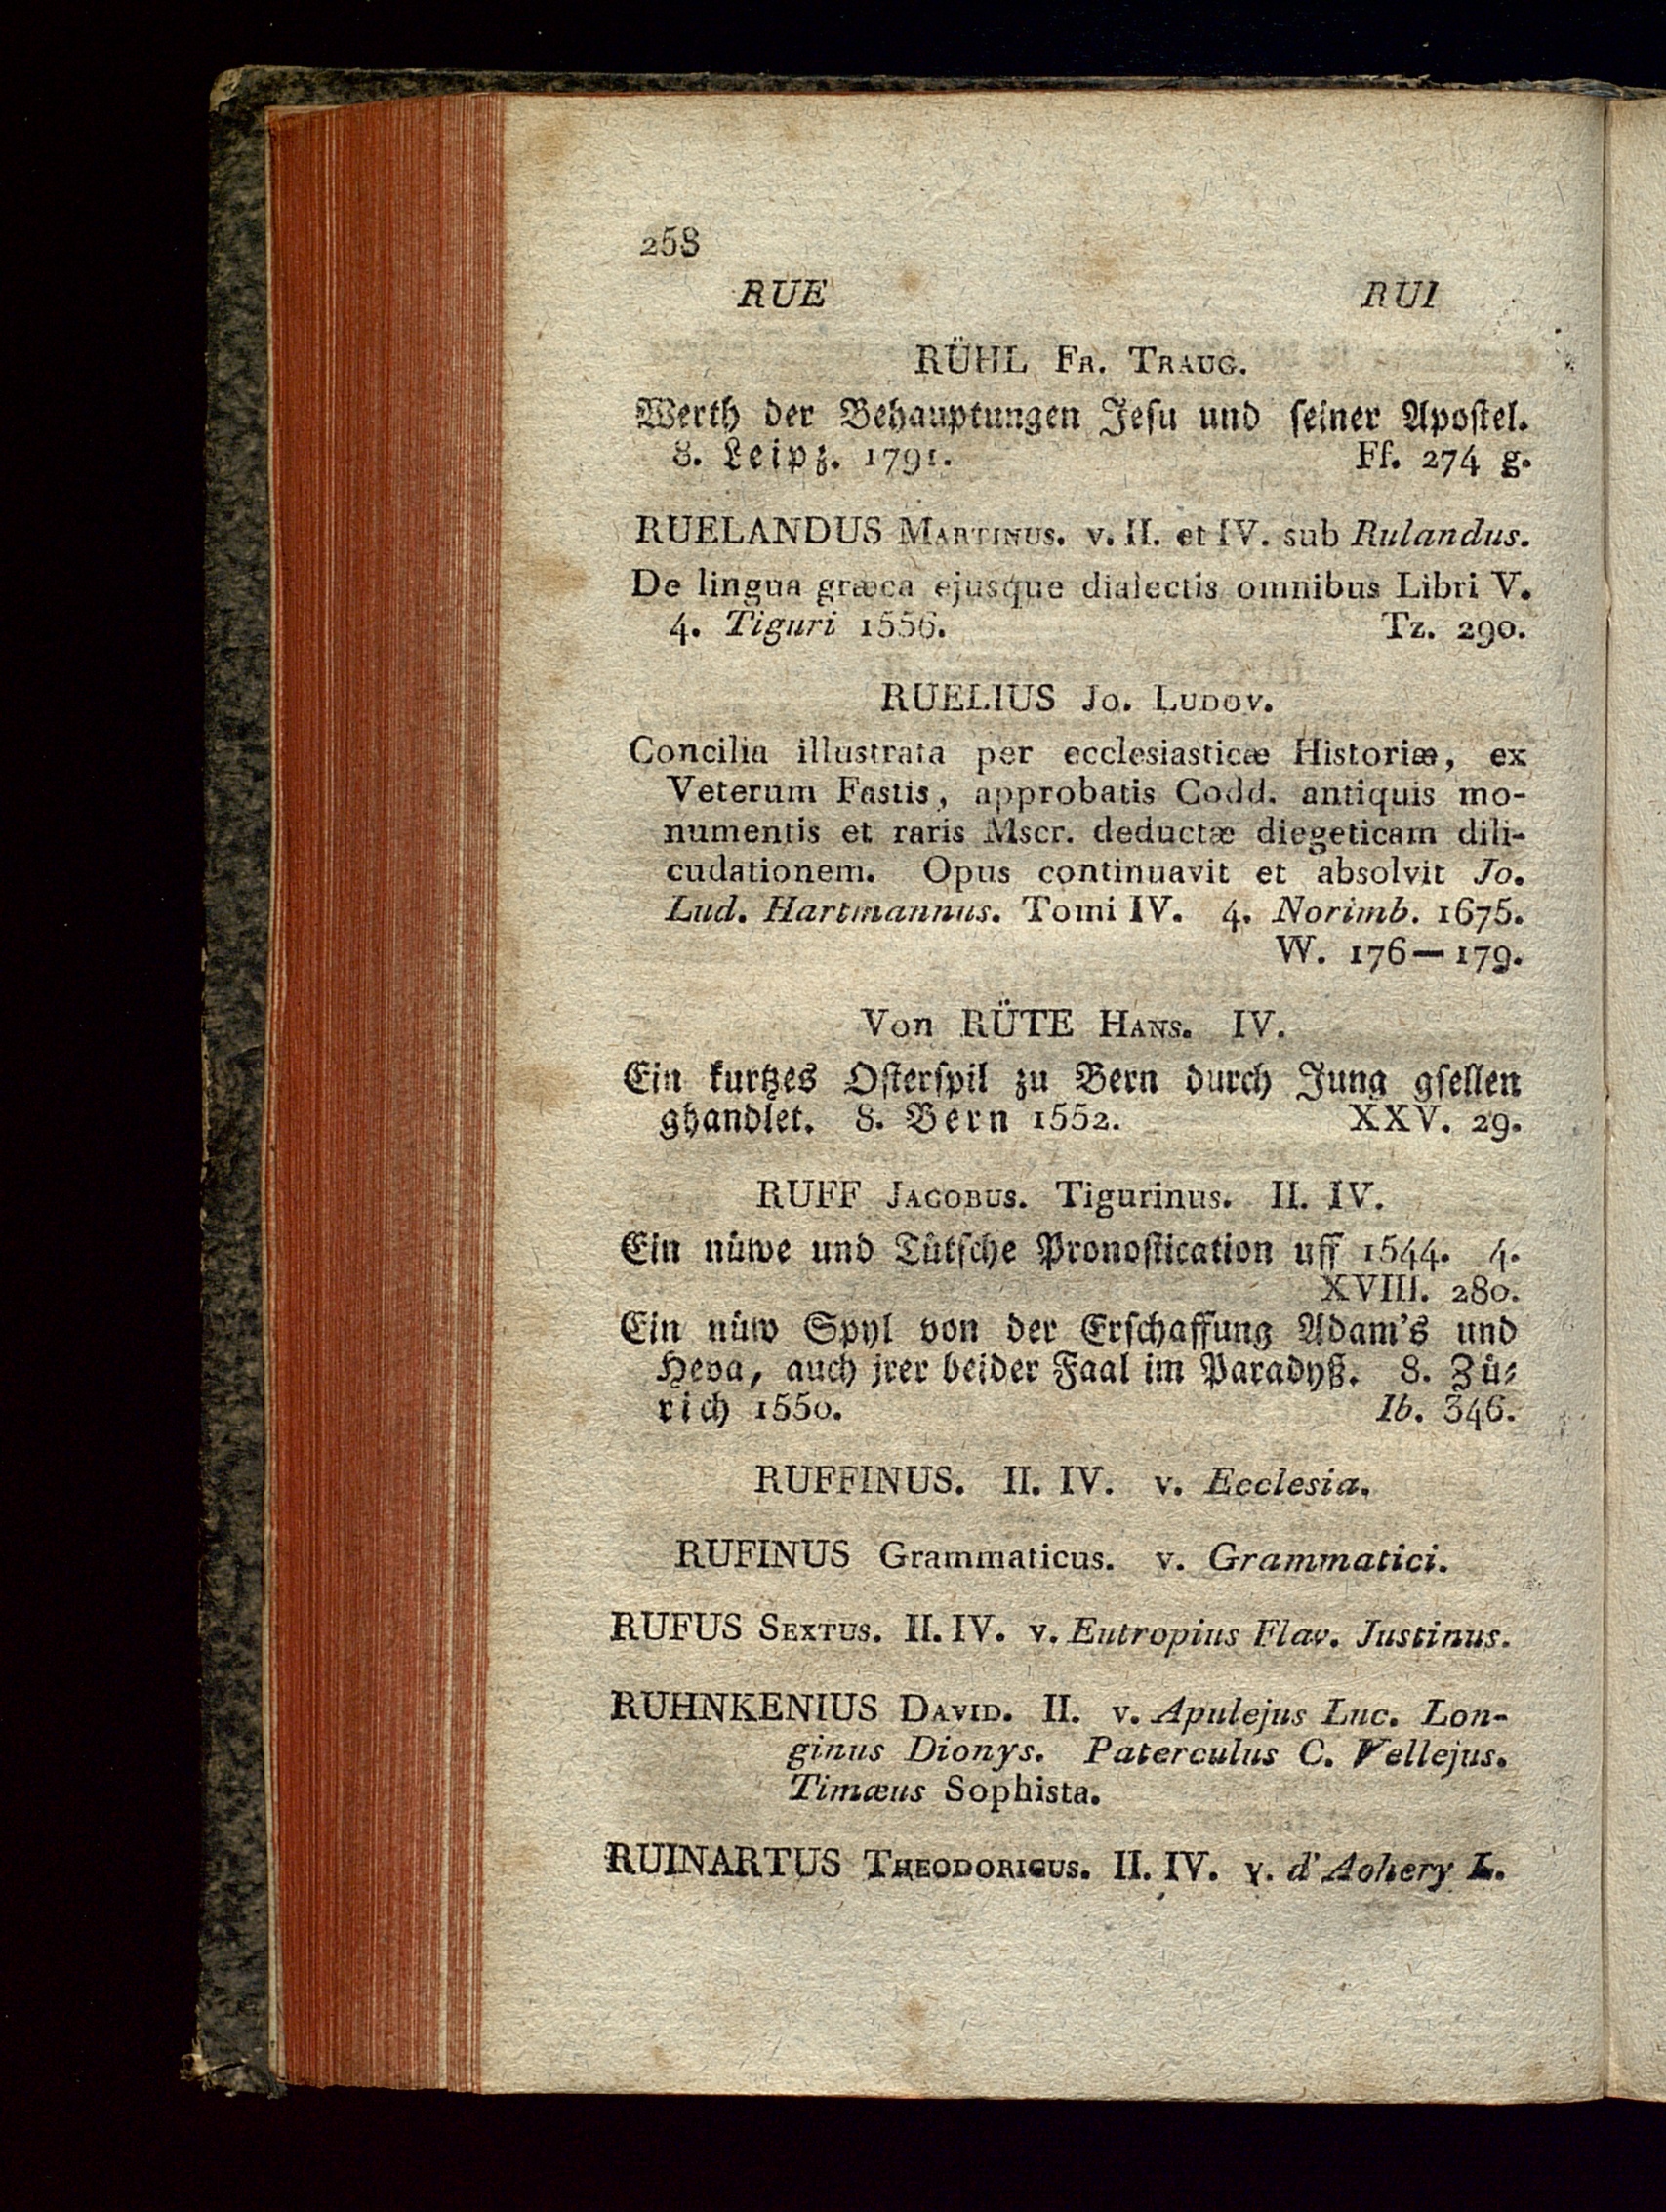 258
RUE RUI
RÜHL FR. TRAUG.
Werth der Behauptungen Jesu und seiner Apostel.
8. Leipz. 1791. Ff. 274 g.
RUELANDUS MARTINUS. v. II. et IV. sub Rulandus.
De lingua græca ejusque dialectis omnibus Libri V.
4. Tiguri 1556. Tz. 290.
RUELIUS Jo. LUDOV.
Concilia illustrata per ecclesiasticæ Historiæ, ex
Veterum Fastis, approbatis Codd. antiquis mo-
numentis et raris Mscr. deductæ diegeticam dili-
cudationem. Opus continuavit et absolvit Jo.
Lud. Hartmannus. Tomi IV. 4. Norimb. 1675.
W. 176—179.
Von RÜTE HANS. IV.
Ein kurtzes Osterspil zu Bern durch Jung gsellen
ghandlet. 8. Bern 1552. XXV. 29.
RUFF JACOBUS. Tigurinus. II. IV.
Ein nüwe und Tütsche Pronostication uff 1544. 4.
XVIII. 280.
Ein nüw Spyl von der Erschaffung Adam's und
Heva, auch jrer beider Faal im Paradyß. 8. Zü-
rich 1550. Ib. 346.
RUFFINUS. II. IV. v. Ecclesia.
RUFINUS Grammaticus. v. Grammatici.
RUFUS SEXTUS. II. IV. v. Eutropius Flav. Justinus.
RUHNKENIUS DAVID. II. v. Apulejus Luc. Lon-
ginus Dionys. Paterculus C. Vellejus.
Timæus Sophista.
RUINARTUS THEODORICUS. II. IV. v. d'Achery L.